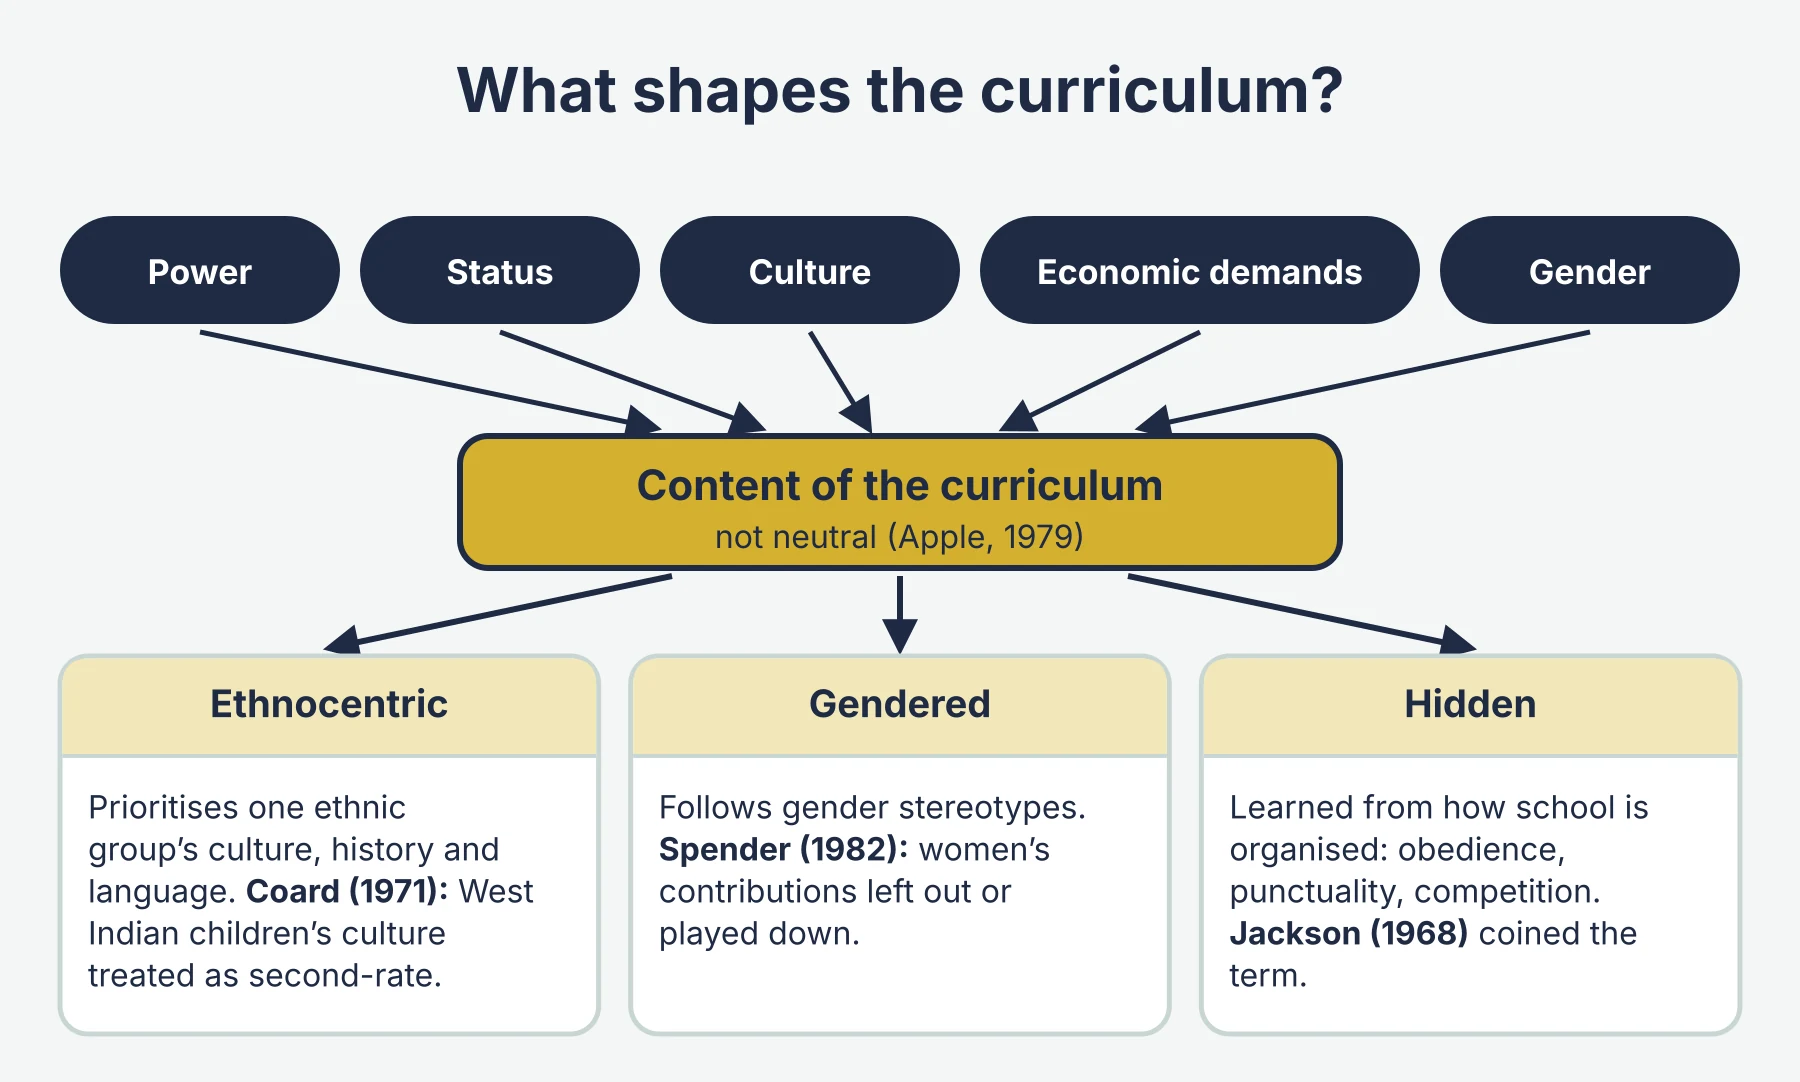 What shapes the curriculum?
Power
Status
Culture
Economic demands
Gender
Content of the curriculum
not neutral (Apple, 1979)
Ethnocentric
Prioritises one ethnic
group’s culture, history and
language. Coard (1971): West
Indian children’s culture
treated as second-rate.
Gendered
Follows gender stereotypes.
Spender (1982): women’s
contributions left out or
played down.
Hidden
Learned from how school is
organised: obedience,
punctuality, competition.
Jackson (1968) coined the
term.